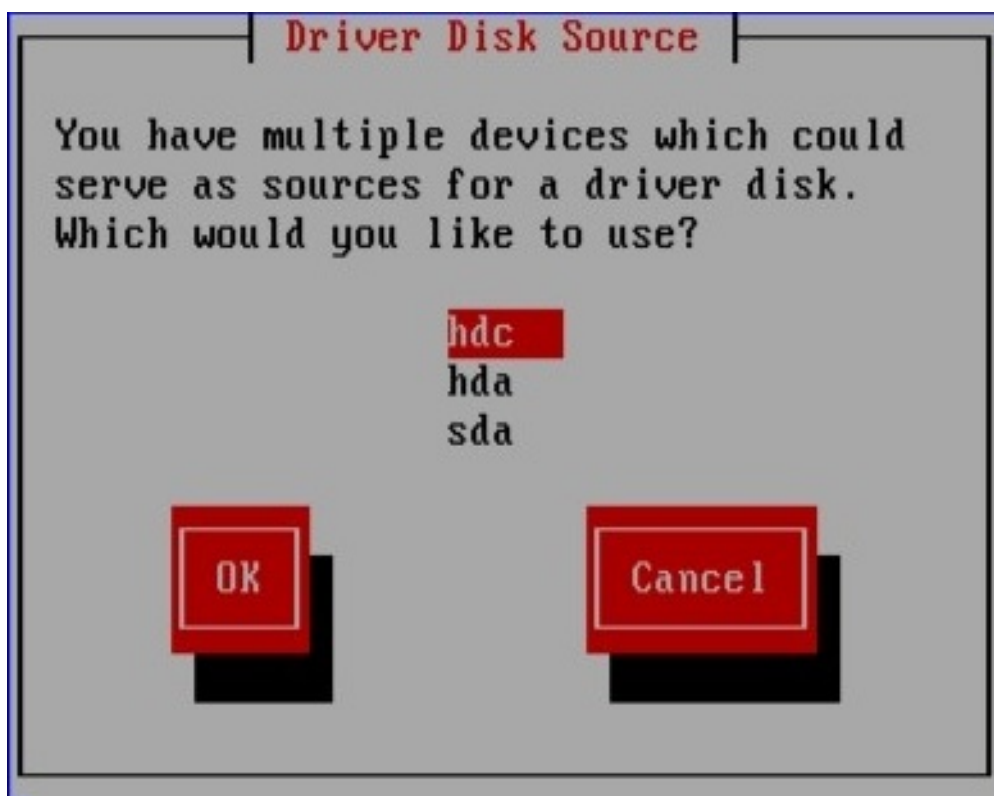 Driver Disk Source
You have multiple devices which could
serve as sources for a driver disk.
Which would you like to use?
hdc
hda
sda
OK
Cancel